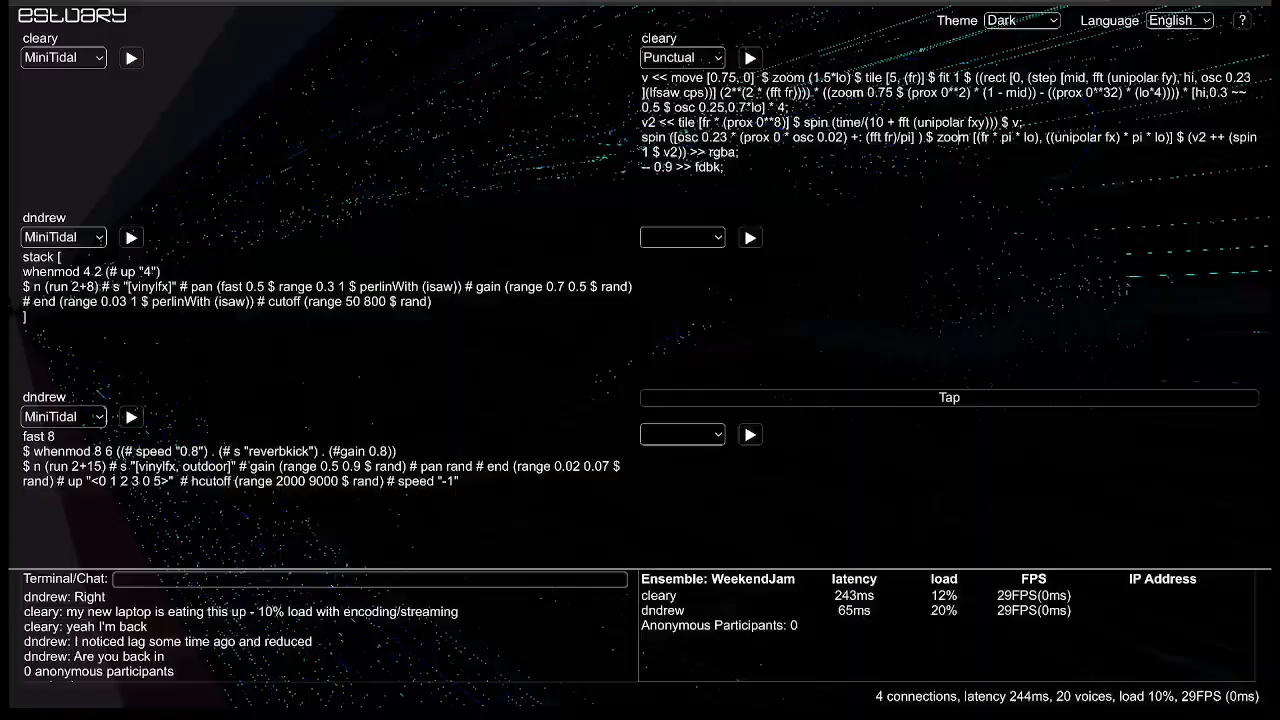 estuary
Theme Dark Language English ?
cleary
MiniTidal
cleary
Punctual
v << move [0.75, 0] $ zoom (1.5*lo) $ tile [5, (fr)] $ fit 1 $ ((rect [0, (step [mid, fft (unipolar fy), hi, osc 0.23
](lfsaw cps))] (2**(2 * (fft fr)))) * ((zoom 0.75 $ (prox 0**2) * (1 - mid)) - ((prox 0**32) * (lo*4)))) * [hi,0.3 ~~
0.5 $ osc 0.25,0.7*lo] * 4;
v2 << tile [fr * (prox 0**8)] $ spin (time/(10 + fft (unipolar fxy))) $ v;
spin ([osc 0.23 * (prox 0 * osc 0.02) +: (fft fr)/pi] ) $ zoom [(fr * pi * lo), ((unipolar fx) * pi * lo)] $ (v2 ++ (spin
1 $ v2)) >> rgba;
-- 0.9 >> fdbk;
dndrew
MiniTidal
stack [
whenmod 4 2 (# up "4")
$ n (run 2+8) # s "[vinylfx]" # pan (fast 0.5 $ range 0.3 1 $ perlinWith (isaw)) # gain (range 0.7 0.5 $ rand)
# end (range 0.03 1 $ perlinWith (isaw)) # cutoff (range 50 800 $ rand)
]
dndrew
MiniTidal
fast 8
$ whenmod 8 6 ((# speed "0.8") . (# s "reverbkick") . (#gain 0.8))
$ n (run 2+15) # s "[vinylfx, outdoor]" # gain (range 0.5 0.9 $ rand) # pan rand # end (range 0.02 0.07 $
rand) # up "<0 1 2 3 0 5>" # hcutoff (range 2000 9000 $ rand) # speed "-1"
Tap
Terminal/Chat:
dndrew: Right
cleary: my new laptop is eating this up - 10% load with encoding/streaming
cleary: yeah I'm back
dndrew: I noticed lag some time ago and reduced
dndrew: Are you back in
0 anonymous participants
Ensemble: WeekendJam latency load FPS IP Address
cleary 243ms 12% 29FPS(0ms)
dndrew 65ms 20% 29FPS(0ms)
Anonymous Participants: 0
4 connections, latency 244ms, 20 voices, load 10%, 29FPS (0ms)